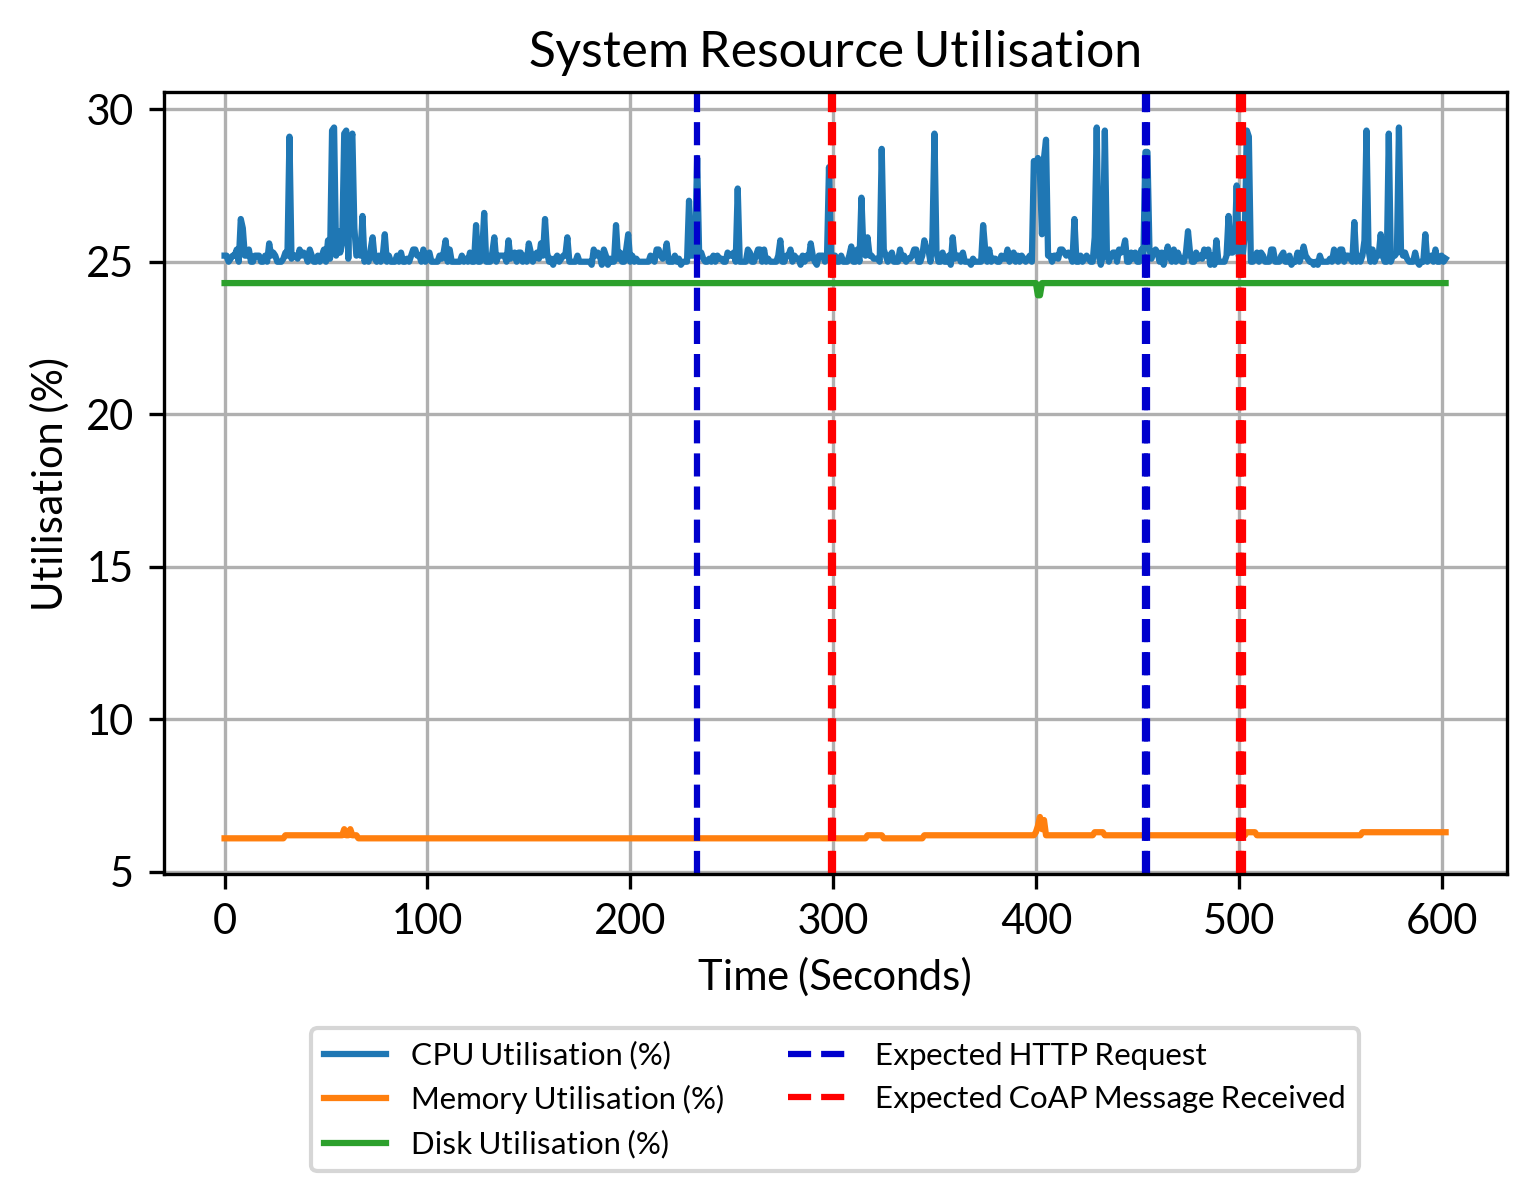 System Resource Utilisation
30
25
20
15
10
5
Utilisation (%)
0 100 200 300 400 500 600
Time (Seconds)
CPU Utilisation (%)
Memory Utilisation (%)
Disk Utilisation (%)
Expected HTTP Request
Expected CoAP Message Received